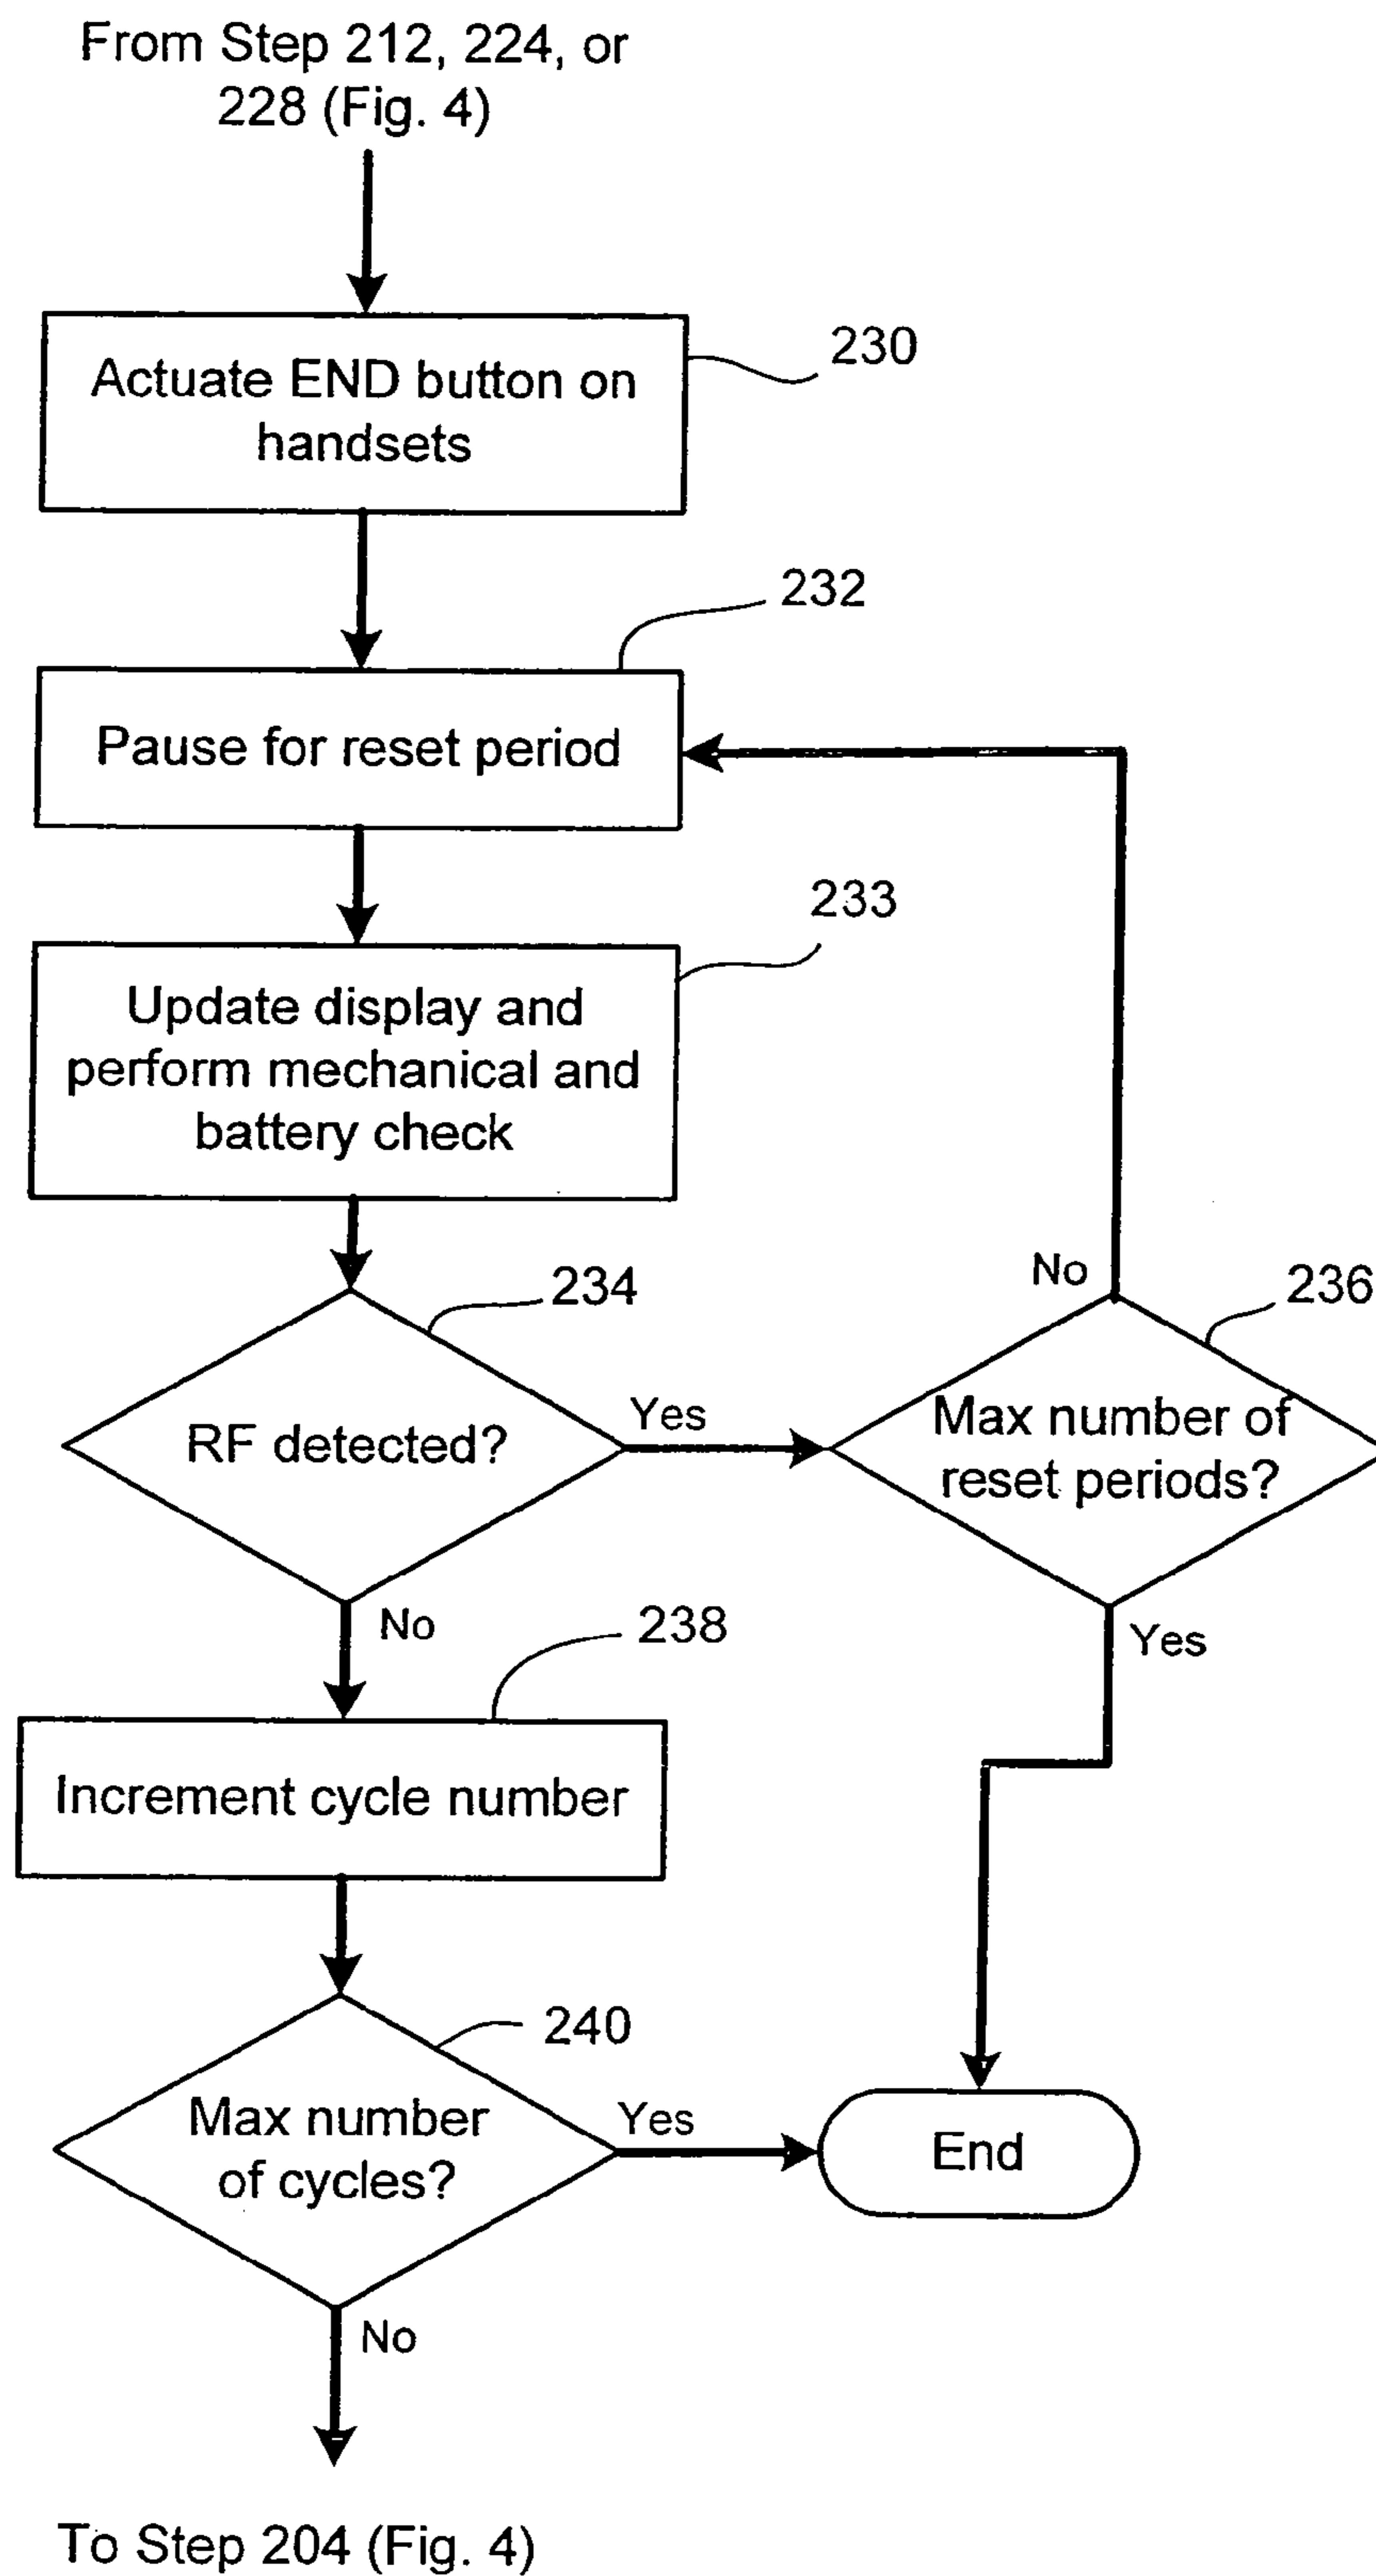 From Step 212, 224, or
228 (Fig. 4)
230
Actuate END button on
handsets
232
Pause for reset period
233
Update display and
perform mechanical and
battery check
234
RF detected?
Yes
No
236
Max number of
reset periods?
No
Yes
238
Increment cycle number
240
Max number
of cycles?
Yes
End
No
To Step 204 (Fig. 4)